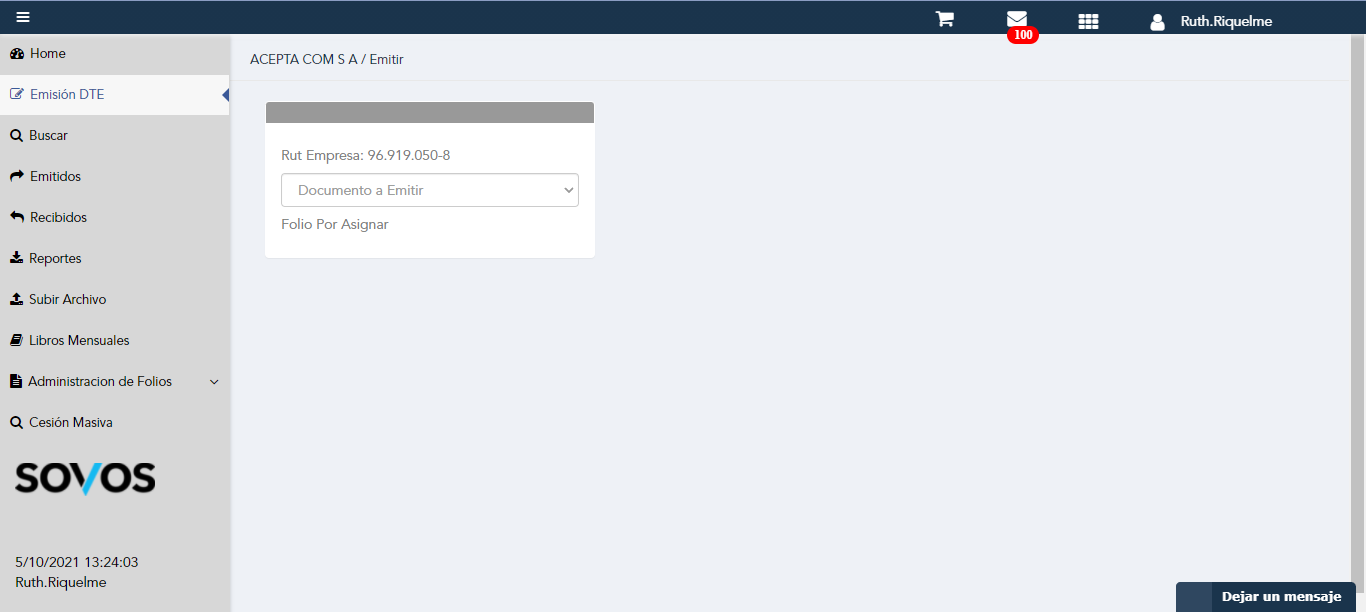 100
Ruth.Riquelme
Home
Emisión DTE
Buscar
Emitidos
Recibidos
Reportes
Subir Archivo
Libros Mensuales
Administracion de Folios
Cesión Masiva
SOVOS
5/10/2021 13:24:03
Ruth.Riquelme
ACEPTA COM S A / Emitir
Rut Empresa: 96.919.050-8
Documento a Emitir
Folio Por Asignar
Dejar un mensaje